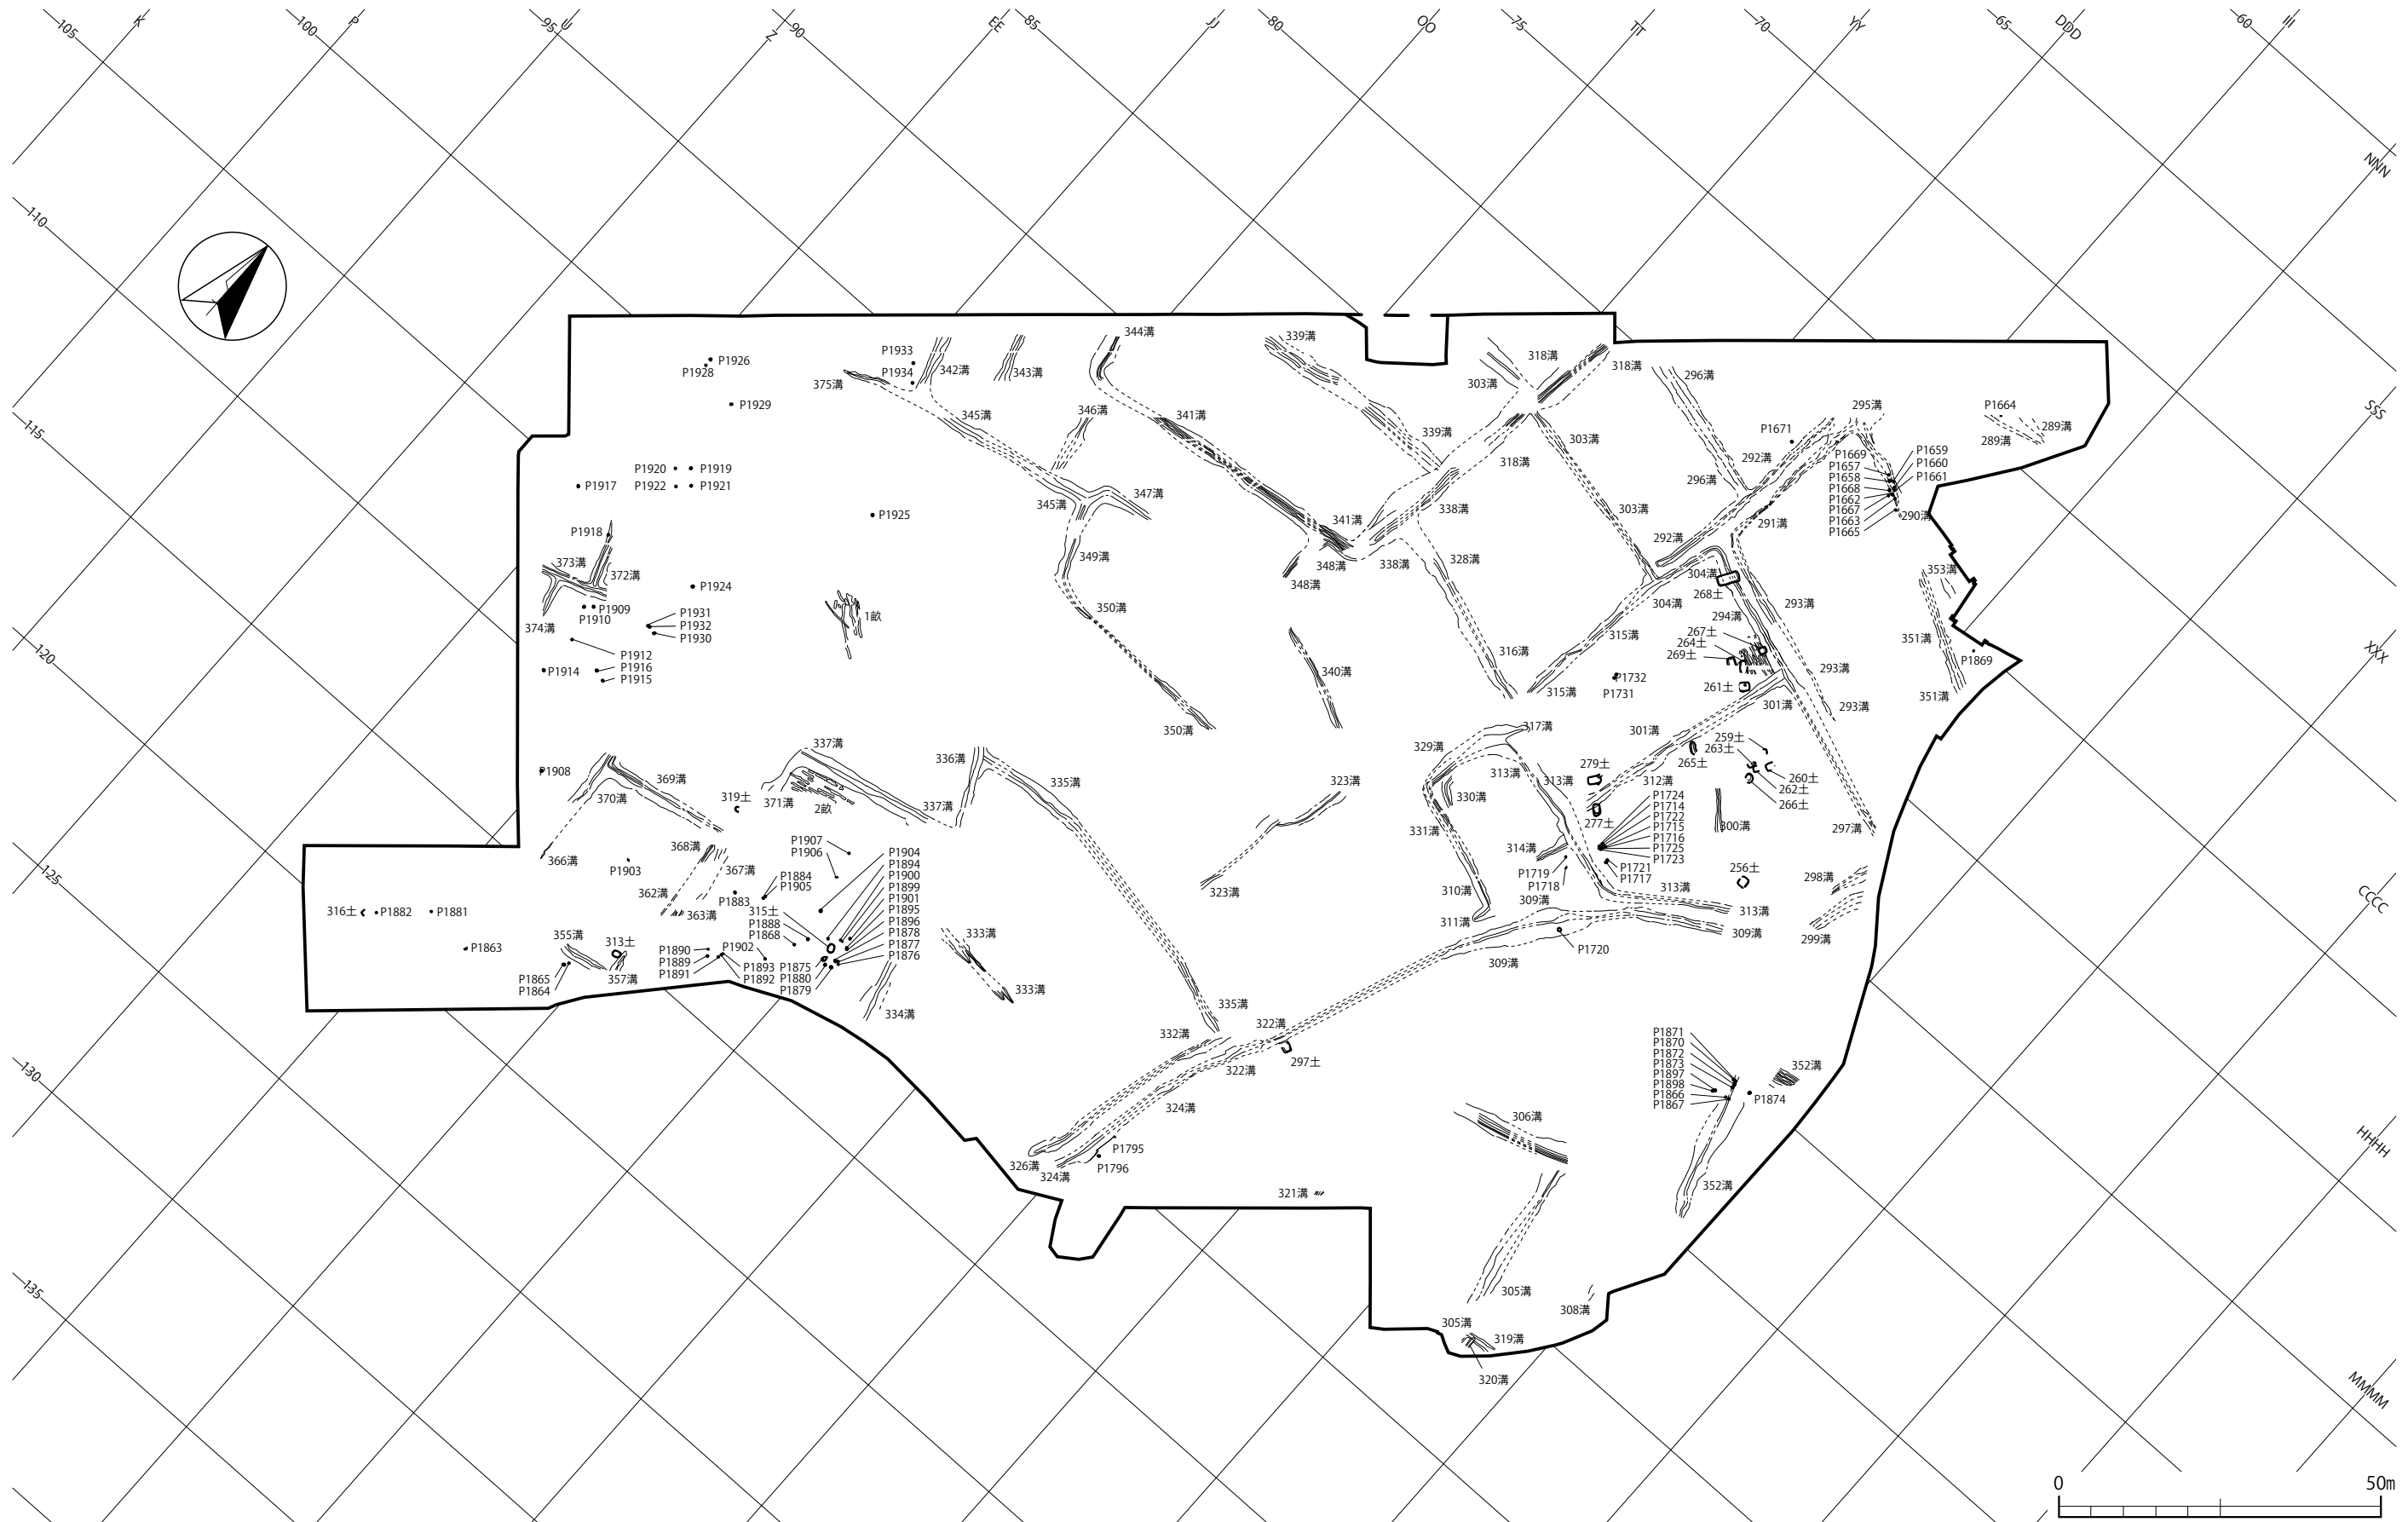 105
K
100
P
95
U
Z
90
EE
85
JJ
80
OO
75
TT
70
YY
65
DDD
60
III
NNN
110
SSS
115
XXX
120
CCCC
125
HHHH
130
MMMM
135
344溝
339溝
318溝
303溝
318溝
296溝
P1926
P1928
P1933
P1934
342溝
343溝
375溝
P1929
345溝
346溝
341溝
339溝
303溝
318溝
295溝
P1664
289溝
289溝
P1671
P1920
P1919
P1922
P1921
P1917
P1925
345溝
347溝
341溝
338溝
303溝
296溝
292溝
P1669
P1657
P1658
P1668
P1662
P1667
P1663
P1665
P1659
P1660
P1661
290溝
291溝
292溝
P1918
373溝
372溝
P1924
349溝
348溝
348溝
338溝
328溝
304溝
268土
353溝
P1909
P1910
374溝
P1931
P1932
P1930
1畝
350溝
304溝
293溝
294溝
267土
264土
269土
351溝
P1912
P1916
P1915
P1914
315溝
316溝
340溝
P1732
P1731
315溝
261土
293溝
P1869
351溝
301溝
293溝
350溝
317溝
301溝
329溝
337溝
336溝
335溝
259土
263土
P1908
369溝
370溝
319土
371溝
2畝
337溝
323溝
279土
313溝
313溝
265土
312溝
260土
262土
266土
330溝
331溝
277土
P1724
P1714
P1722
P1715
P1716
P1725
P1723
300溝
297溝
366溝
368溝
367溝
P1903
P1907
P1906
P1904
P1894
P1900
P1899
P1901
P1895
P1896
P1878
P1877
P1876
314溝
P1719
P1718
P1721
P1717
256土
298溝
362溝
363溝
P1883
P1884
P1905
315土
P1888
P1868
323溝
310溝
311溝
309溝
313溝
313溝
309溝
299溝
316土
P1882
P1881
P1863
355溝
313土
357溝
P1865
P1864
P1890
P1889
P1891
P1902
P1893
P1892
P1875
P1880
P1879
333溝
333溝
334溝
P1720
309溝
335溝
332溝
322溝
322溝
297土
324溝
326溝
324溝
P1795
P1796
321溝
306溝
P1871
P1870
P1872
P1873
P1897
P1898
P1866
P1867
352溝
P1874
352溝
305溝
308溝
305溝
319溝
320溝
0
50m